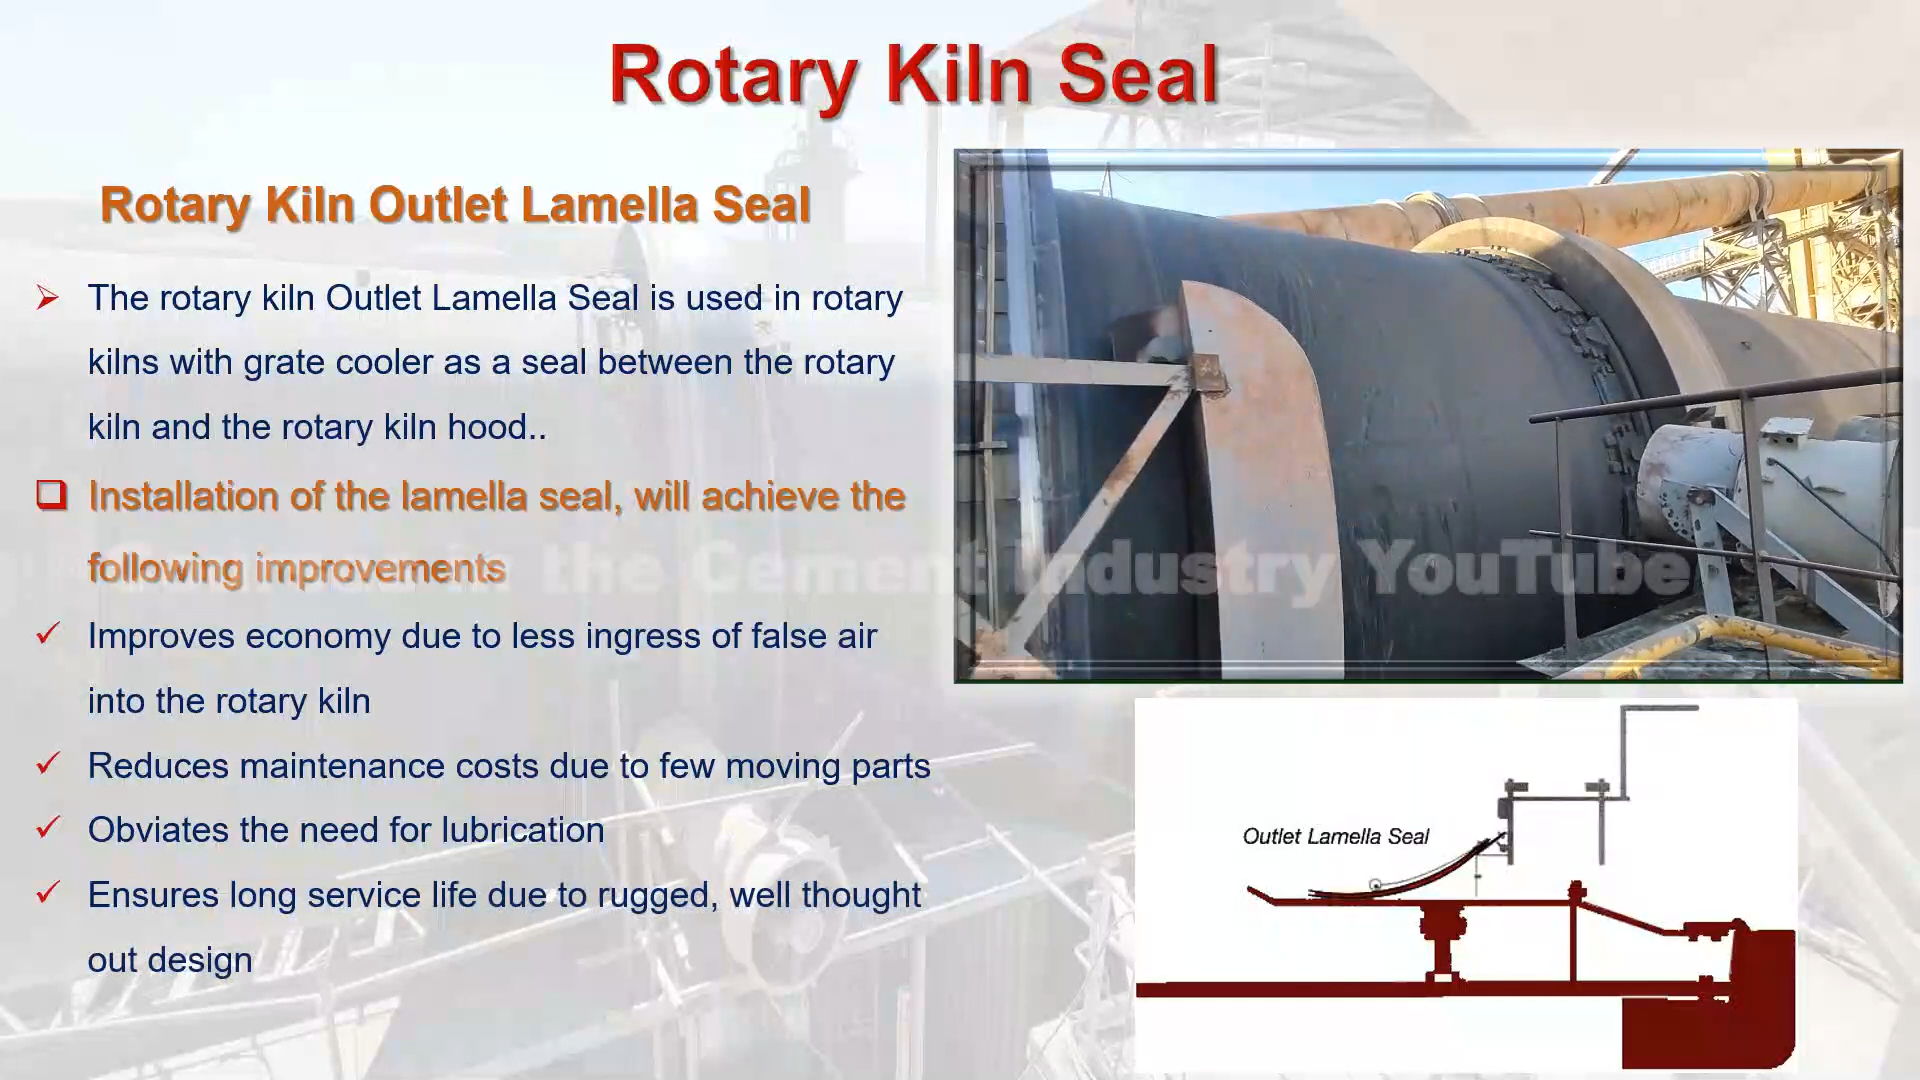 Rotary Kiln Seal
Rotary Kiln Outlet Lamella Seal
The rotary kiln Outlet Lamella Seal is used in rotary
kilns with grate cooler as a seal between the rotary
kiln and the rotary kiln hood..
Installation of the lamella seal, will achieve the
following improvements
the Cement Industry YouTube
Improves economy due to less ingress of false air
into the rotary kiln
Reduces maintenance costs due to few moving parts
Obviates the need for lubrication
Ensures long service life due to rugged, well thought
out design
Outlet Lamella Seal